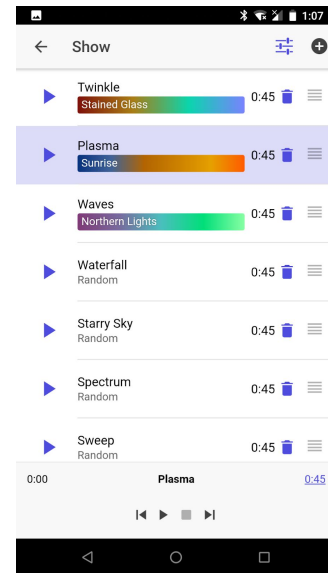 1:07
Show
Twinkle
Stained Glass
0:45
Plasma
Sunrise
0:45
Waves
Northern Lights
0:45
Waterfall
Random
0:45
Starry Sky
Random
0:45
Spectrum
Random
0:45
Sweep
Random
0:45
0:00 Plasma 0:45